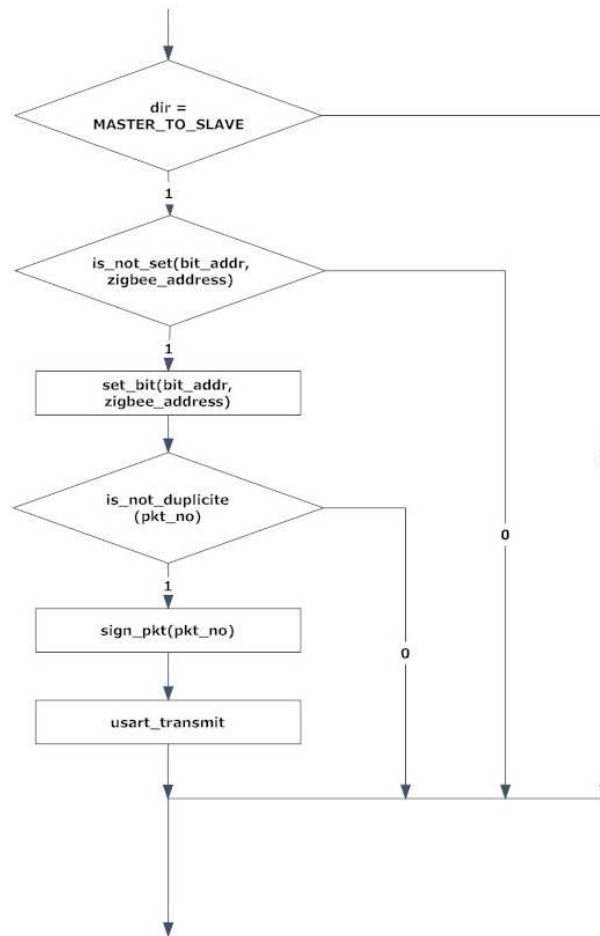 dir =
MASTER_TO_SLAVE
1
is_not_set(bit_addr,
zigbee_address)
1
set_bit(bit_addr,
zigbee_address)
is_not_duplicite
(pkt_no)
0
1
sign_pkt(pkt_no)
0
usart_transmit